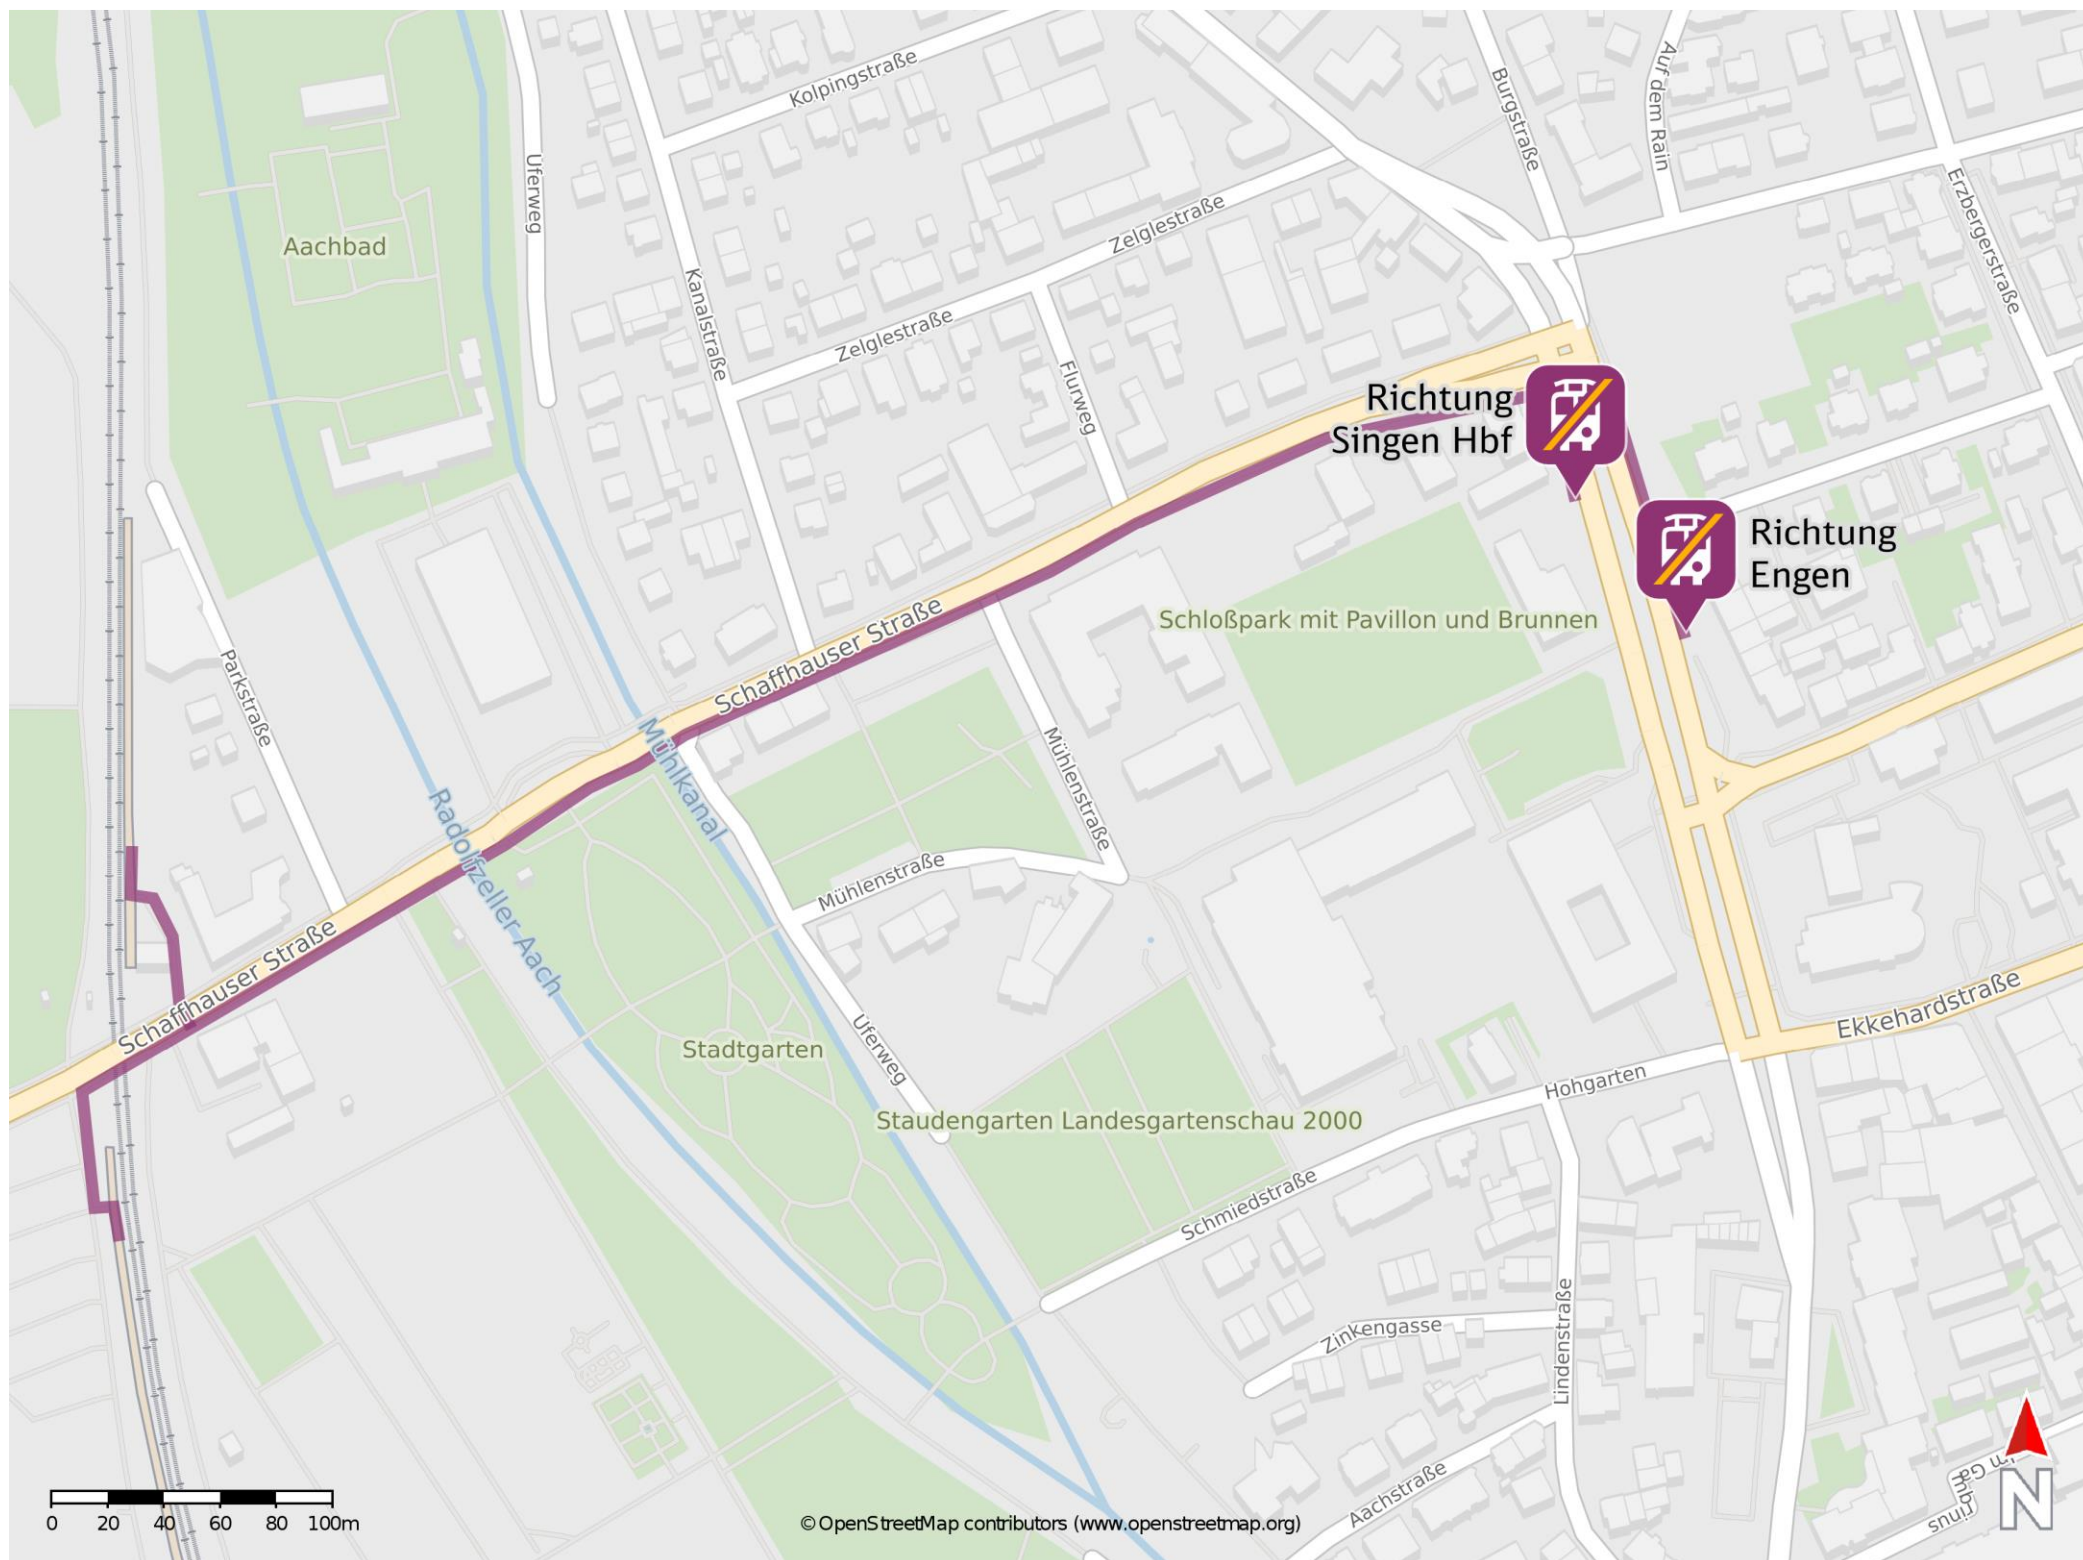 Kolpingstraße
Burgstraße
Auf dem Rain
Uferweg
Erzbergerstraße
Aachbad
Zelglestraße
Kanalstraße
Zelglestraße
Flurweg
Richtung
Singen Hbf
Richtung
Engen
Schloßpark mit Pavillon und Brunnen
Schaffhauser Straße
Parkstraße
Mühlkanal
Mühlenstraße
Radolfzeller Aach
Mühlenstraße
Schaffhauser Straße
Ekkehardstraße
Stadtgarten
Uferweg
Hohgarten
Staudengarten Landesgartenschau 2000
Schmiedstraße
Zinkengasse
Lindenstraße
Aachstraße
N
0 20 40 60 80 100m
© OpenStreetMap contributors (www.openstreetmap.org)